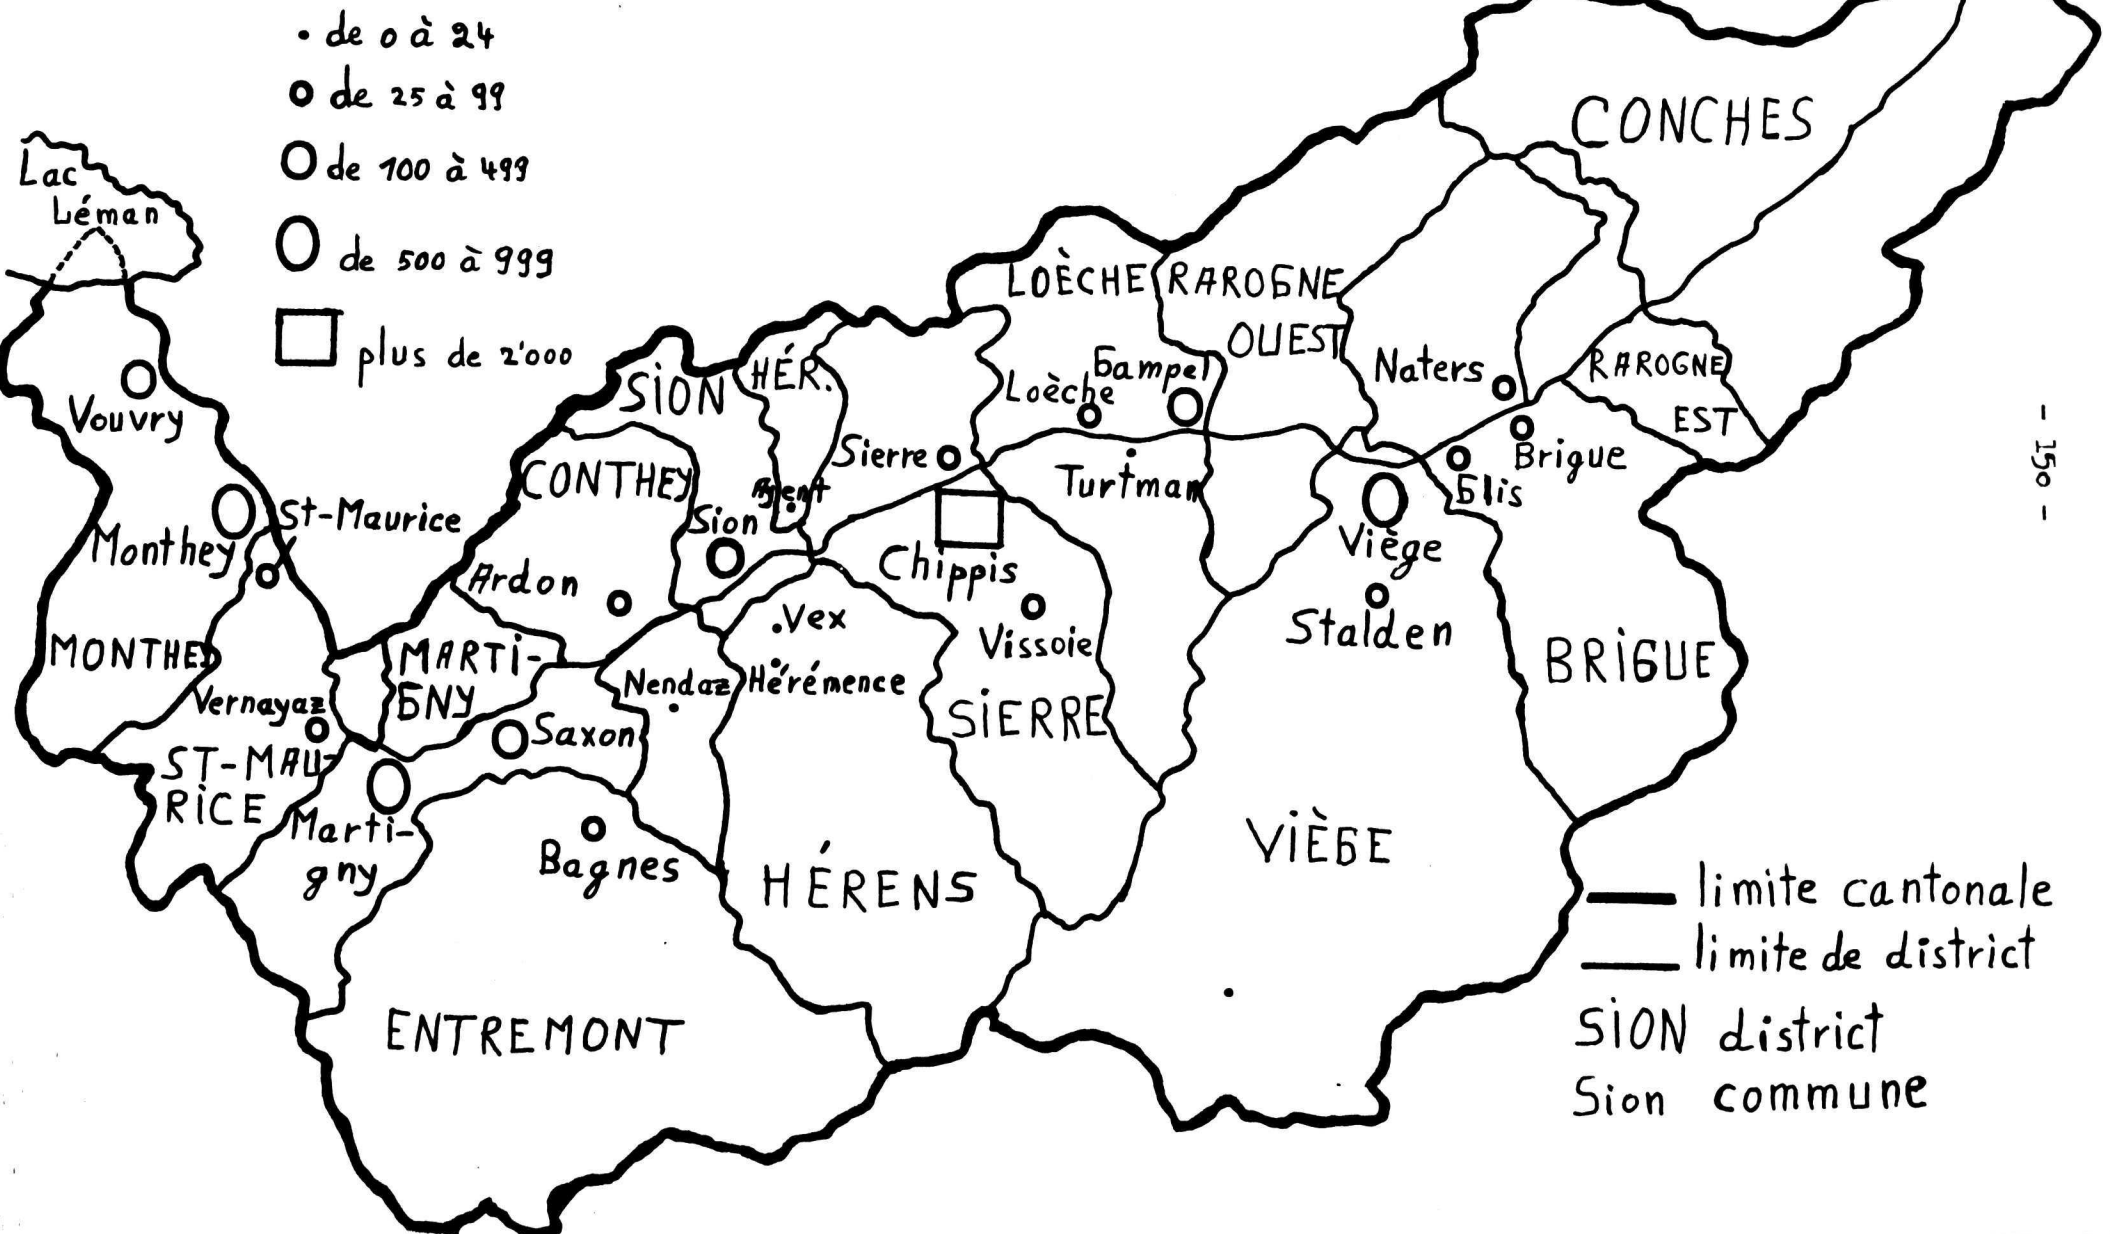 de 0 à 24
de 25 à 99
de 100 à 499
de 500 à 999
plus de 2'000
Lac
Léman
CONCHES
LOÈCHE
RAROGNE
OUEST
HÉR.
SION
Gampel
Loèche
Naters
RAROGNE
EST
Vouvry
Sierre
Turtman
Brigue
Glis
CONTHEY
Ayent
Sion
St-Maurice
Monthey
Viège
Chippis
Ardon
Stalden
Vex
Vissoie
MONTHEY
MARTI-
GNY
Nendaz
Hérémence
BRIGUE
Vernayaz
SIERRE
Saxon
ST-MAU-
RICE
Marti-
gny
Bagnes
HÉRENS
VIÈGE
ENTREMONT
limite cantonale
limite de district
SION district
Sion commune
- 150 -